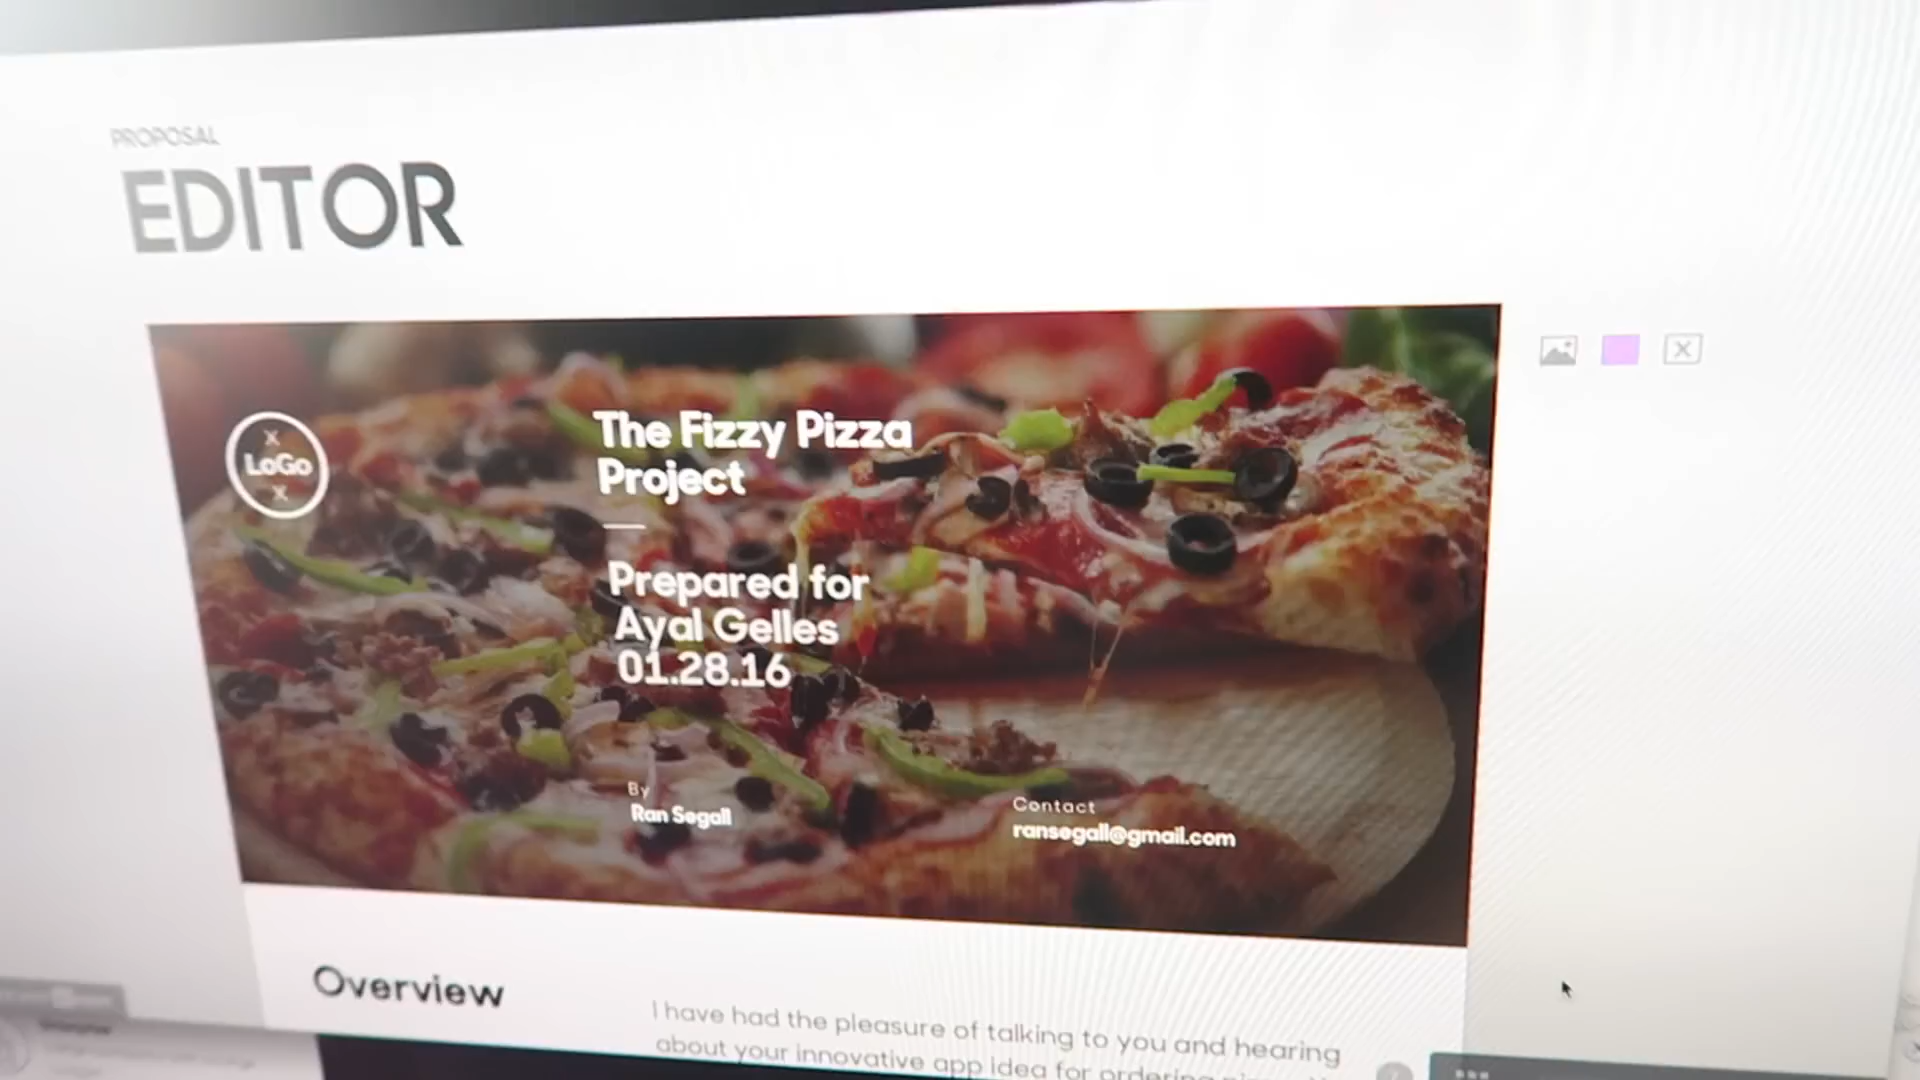 PROPOSAL
EDITOR
X
LoGo
X
The Fizzy Pizza
Project
Prepared for
Ayal Gelles
01.28.16
By
Ran Segall
Contact
ransegall@gmail.com
Overview
I have had the pleasure of talking to you and hearing
about your innovative app idea for ordering